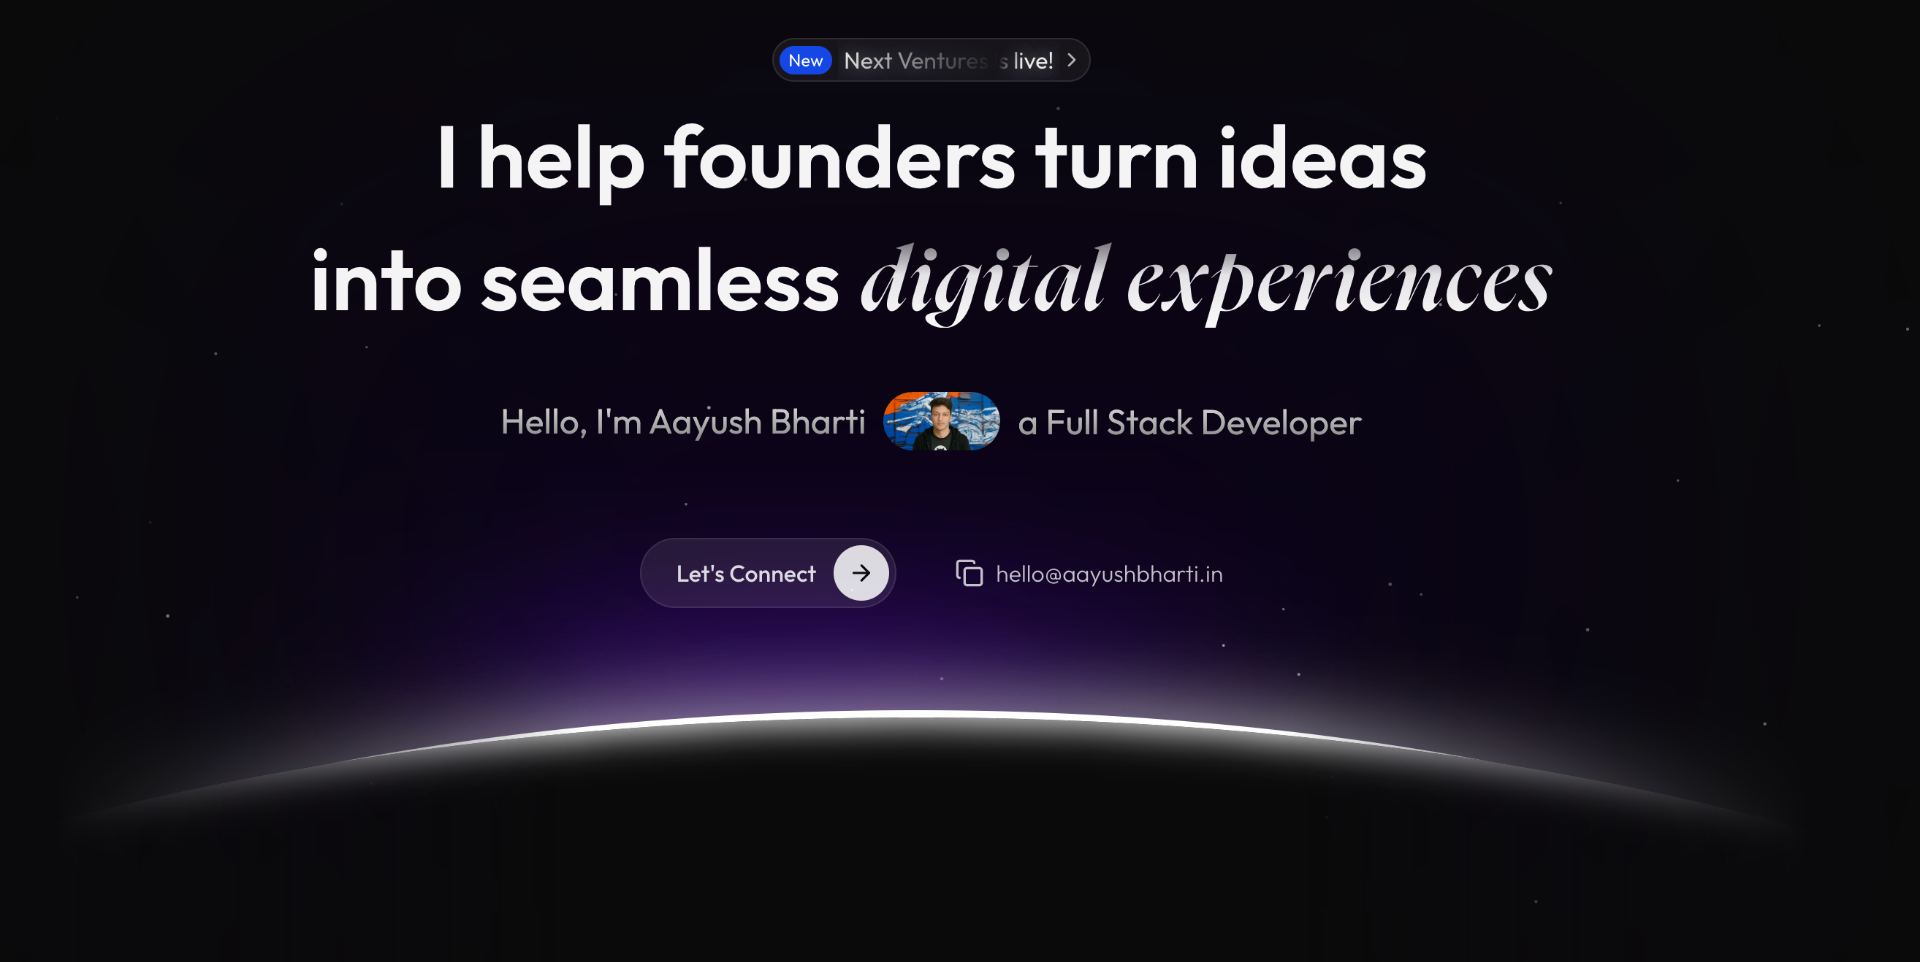 New Next Ventures is live!
I help founders turn ideas
into seamless digital experiences
Hello, I'm Aayush Bharti a Full Stack Developer
Let's Connect
hello@aayushbharti.in